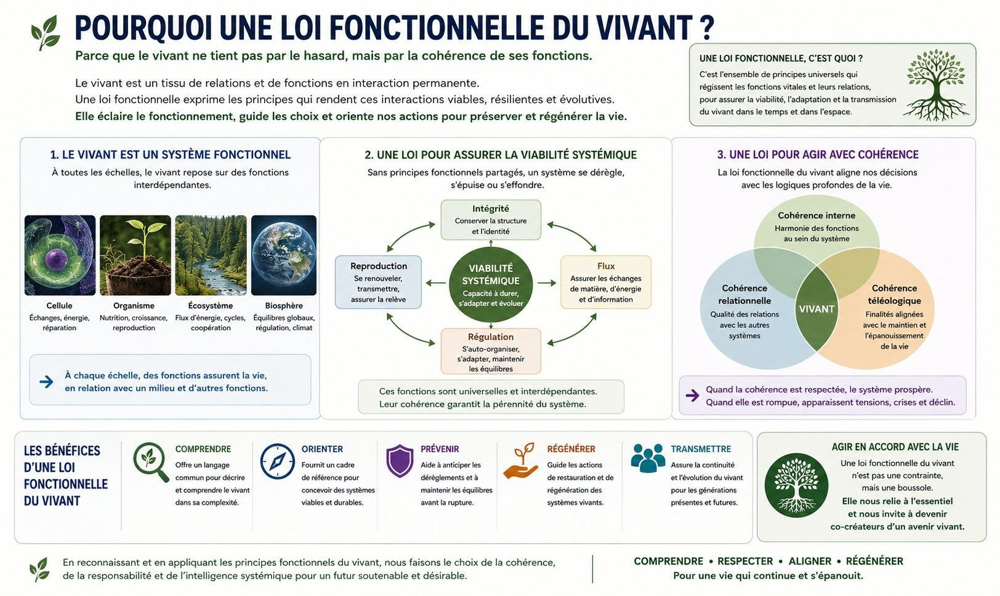 POURQUOI UNE LOI FONCTIONNELLE DU VIVANT ?
Parce que le vivant ne tient pas par le hasard, mais par la cohérence de ses fonctions.
Le vivant est un tissu de relations et de fonctions en interaction permanente.
Une loi fonctionnelle exprime les principes qui rendent ces interactions viables, résilientes et évolutives.
Elle éclaire le fonctionnement, guide les choix et oriente nos actions pour préserver et régénérer la vie.
UNE LOI FONCTIONNELLE, C'EST QUOI ?
C'est l'ensemble de principes universels qui
régissent les fonctions vitales et leurs relations,
pour assurer la viabilité, l'adaptation et la transmission
du vivant dans le temps et dans l'espace.
1. LE VIVANT EST UN SYSTÈME FONCTIONNEL
À toutes les échelles, le vivant repose sur des fonctions
interdépendantes.
Cellule
Échanges, énergie,
réparation
Organisme
Nutrition, croissance,
reproduction
Écosystème
Flux d'énergie, cycles,
coopération
Biosphère
Équilibres globaux,
régulation, climat
À chaque échelle, des fonctions assurent la vie,
en relation avec un milieu et d'autres fonctions.
2. UNE LOI POUR ASSURER LA VIABILITÉ SYSTÉMIQUE
Sans principes fonctionnels partagés, un système se dérègle,
s'épuise ou s'effondre.
Intégrité
Conserver la structure
et l'identité
Reproduction
Se renouveler,
transmettre,
assurer la relève
VIABILITÉ
SYSTÉMIQUE
Capacité à durer,
s'adapter et évoluer
Flux
Assurer les échanges
de matière, d'énergie
et d'information
Régulation
S'auto-organiser,
s'adapter, maintenir
les équilibres
Ces fonctions sont universelles et interdépendantes.
Leur cohérence garantit la pérennité du système.
3. UNE LOI POUR AGIR AVEC COHÉRENCE
La loi fonctionnelle du vivant aligne nos décisions
avec les logiques profondes de la vie.
Cohérence interne
Harmonie des fonctions
au sein du système
Cohérence
relationnelle
Qualité des relations
avec les autres
systèmes
VIVANT
Cohérence
téléologique
Finalités alignées
avec le maintien et
l'épanouissement
de la vie
Quand la cohérence est respectée, le système prospère.
Quand elle est rompue, apparaissent tensions, crises et déclin.
LES BÉNÉFICES
D'UNE LOI
FONCTIONNELLE
DU VIVANT
COMPRENDRE
Offre un langage
commun pour décrire
et comprendre le vivant
dans sa complexité.
ORIENTER
Fournit un cadre
de référence pour
concevoir des systèmes
viables et durables.
PRÉVENIR
Aide à anticiper les
dérèglements et à
maintenir les équilibres
avant la rupture.
RÉGÉNÉRER
Guide les actions
de restauration et de
régénération des
systèmes vivants.
TRANSMETTRE
Assure la continuité
et l'évolution du vivant
pour les générations
présentes et futures.
AGIR EN ACCORD AVEC LA VIE
Une loi fonctionnelle du vivant
n'est pas une contrainte,
mais une boussole.
Elle nous relie à l'essentiel
et nous invite à devenir
co-créateurs d'un avenir vivant.
En reconnaissant et en appliquant les principes fonctionnels du vivant, nous faisons le choix de la cohérence,
de la responsabilité et de l'intelligence systémique pour un futur soutenable et désirable.
COMPRENDRE • RESPECTER • ALIGNER • RÉGÉNÉRER
Pour une vie qui continue et s'épanouit.